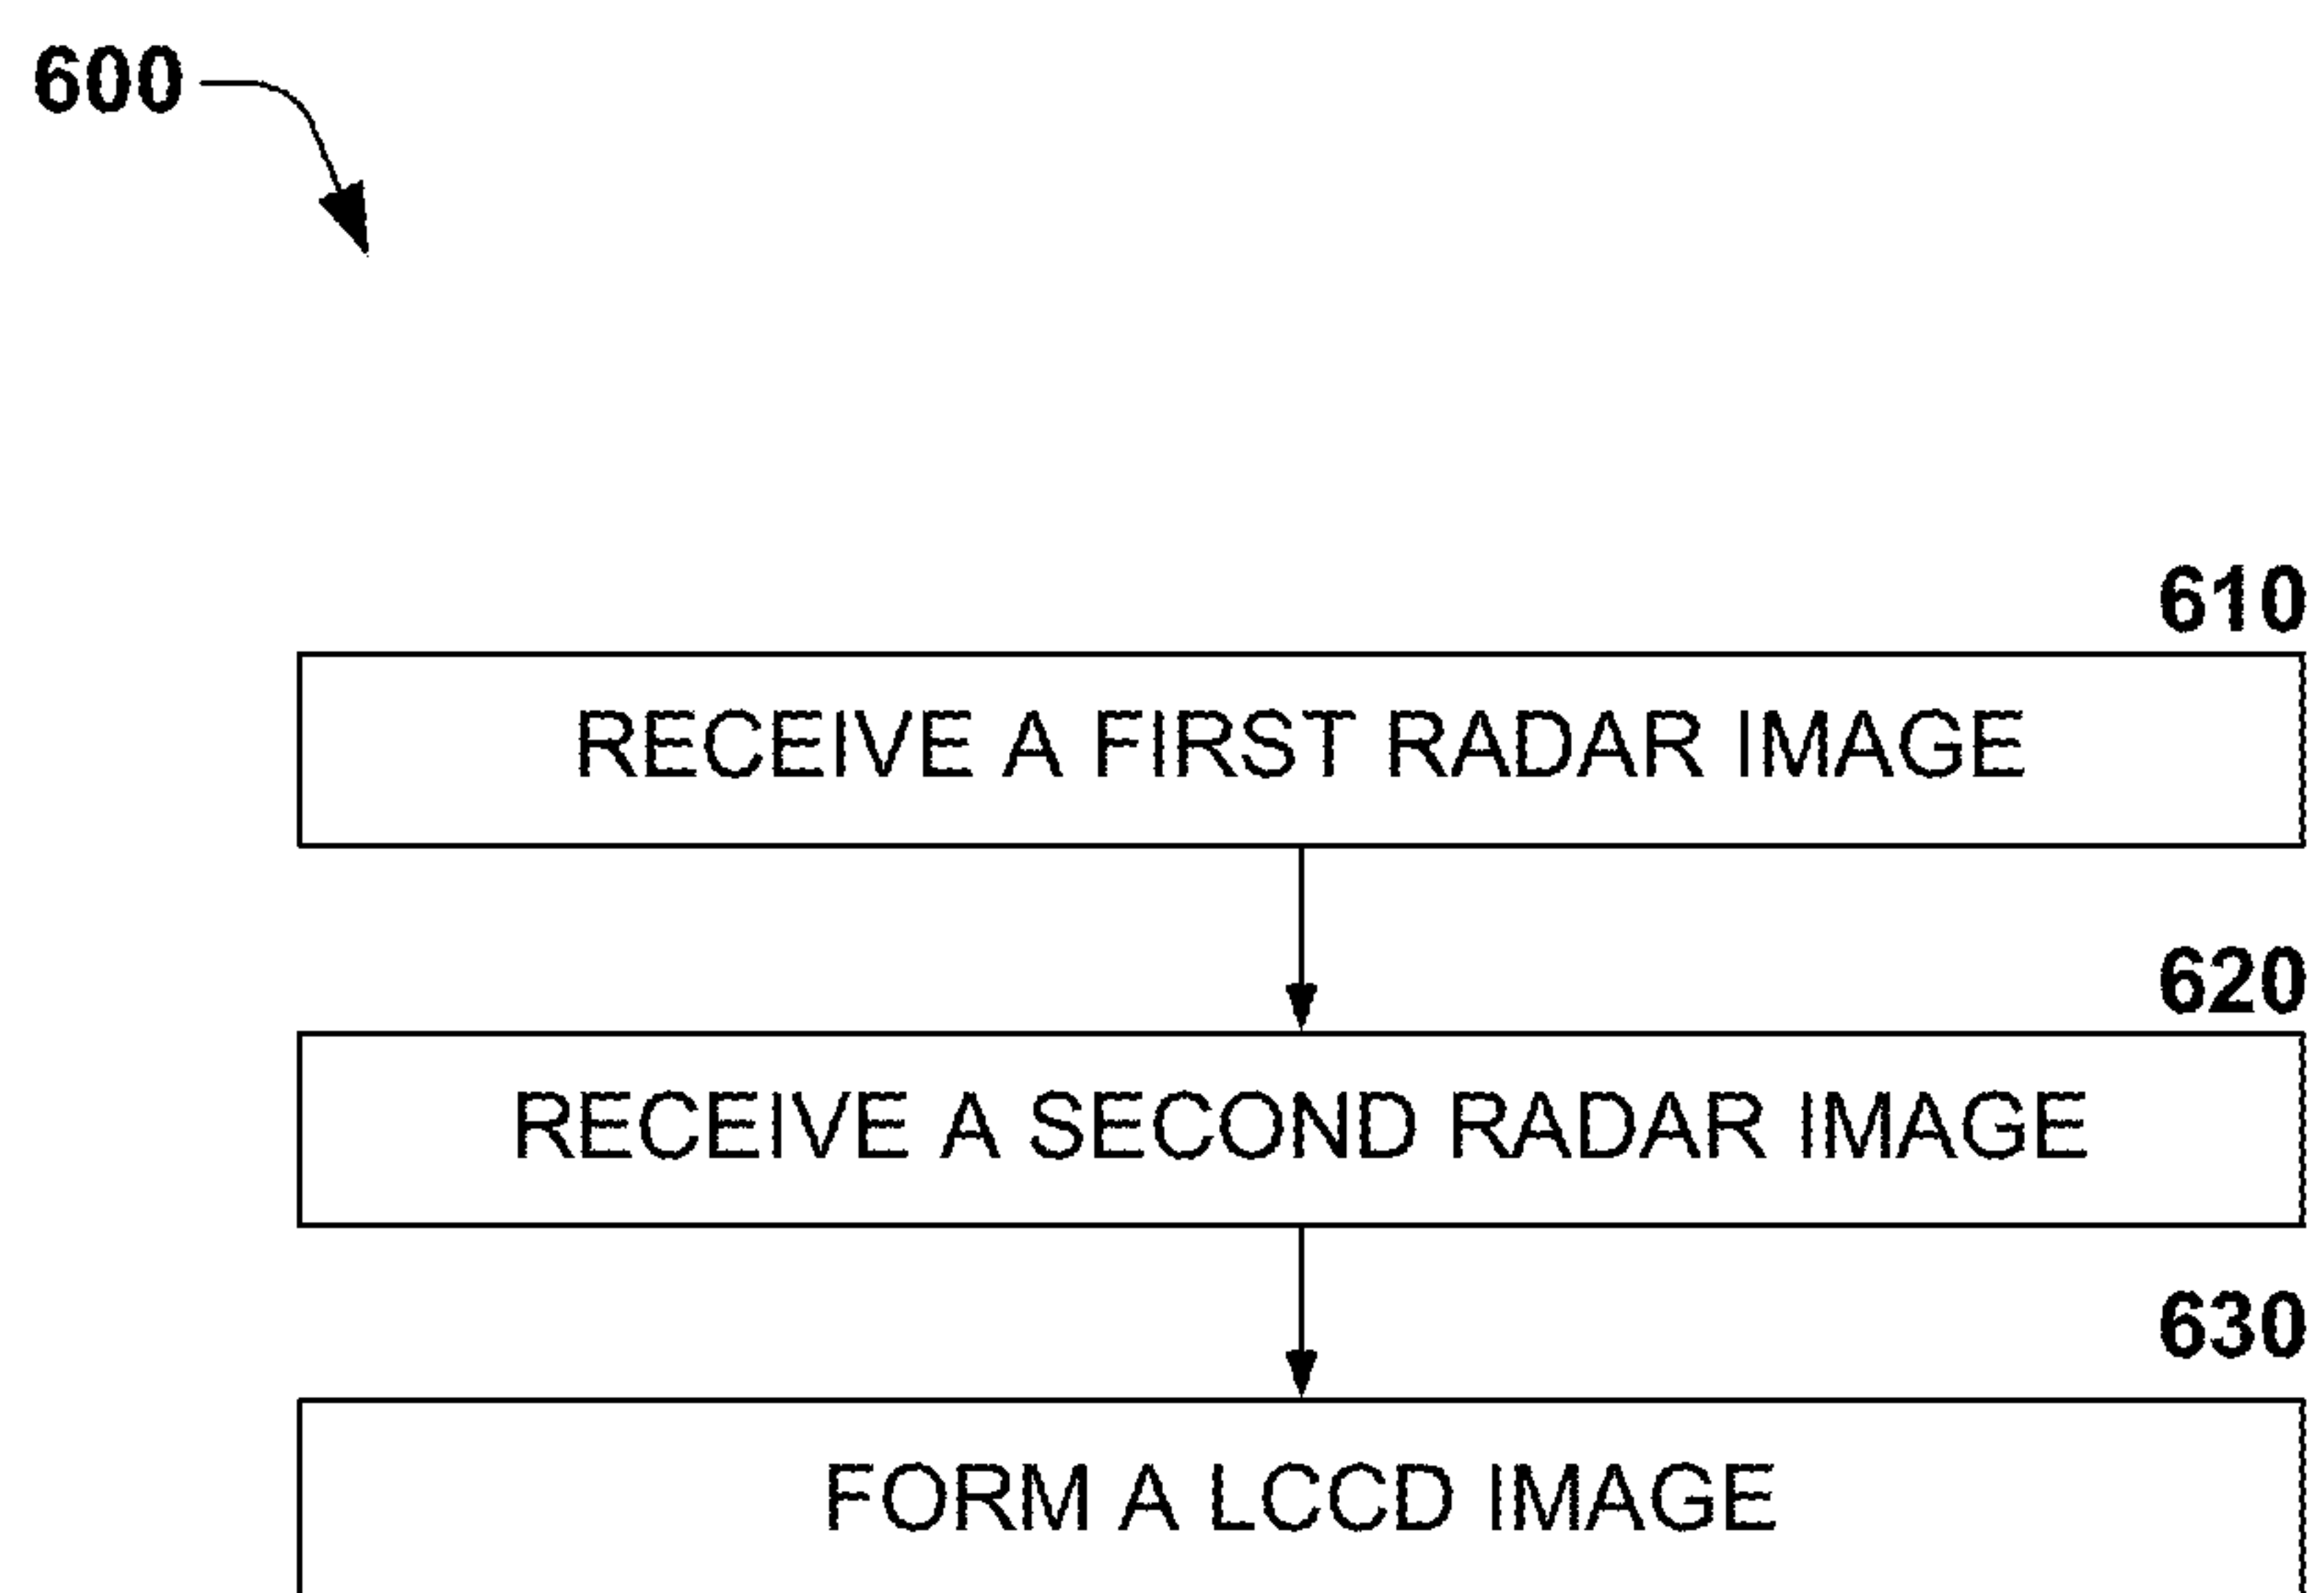 600
610
RECEIVE A FIRST RADAR IMAGE
620
RECEIVE A SECOND RADAR IMAGE
630
FORM A LCCD IMAGE